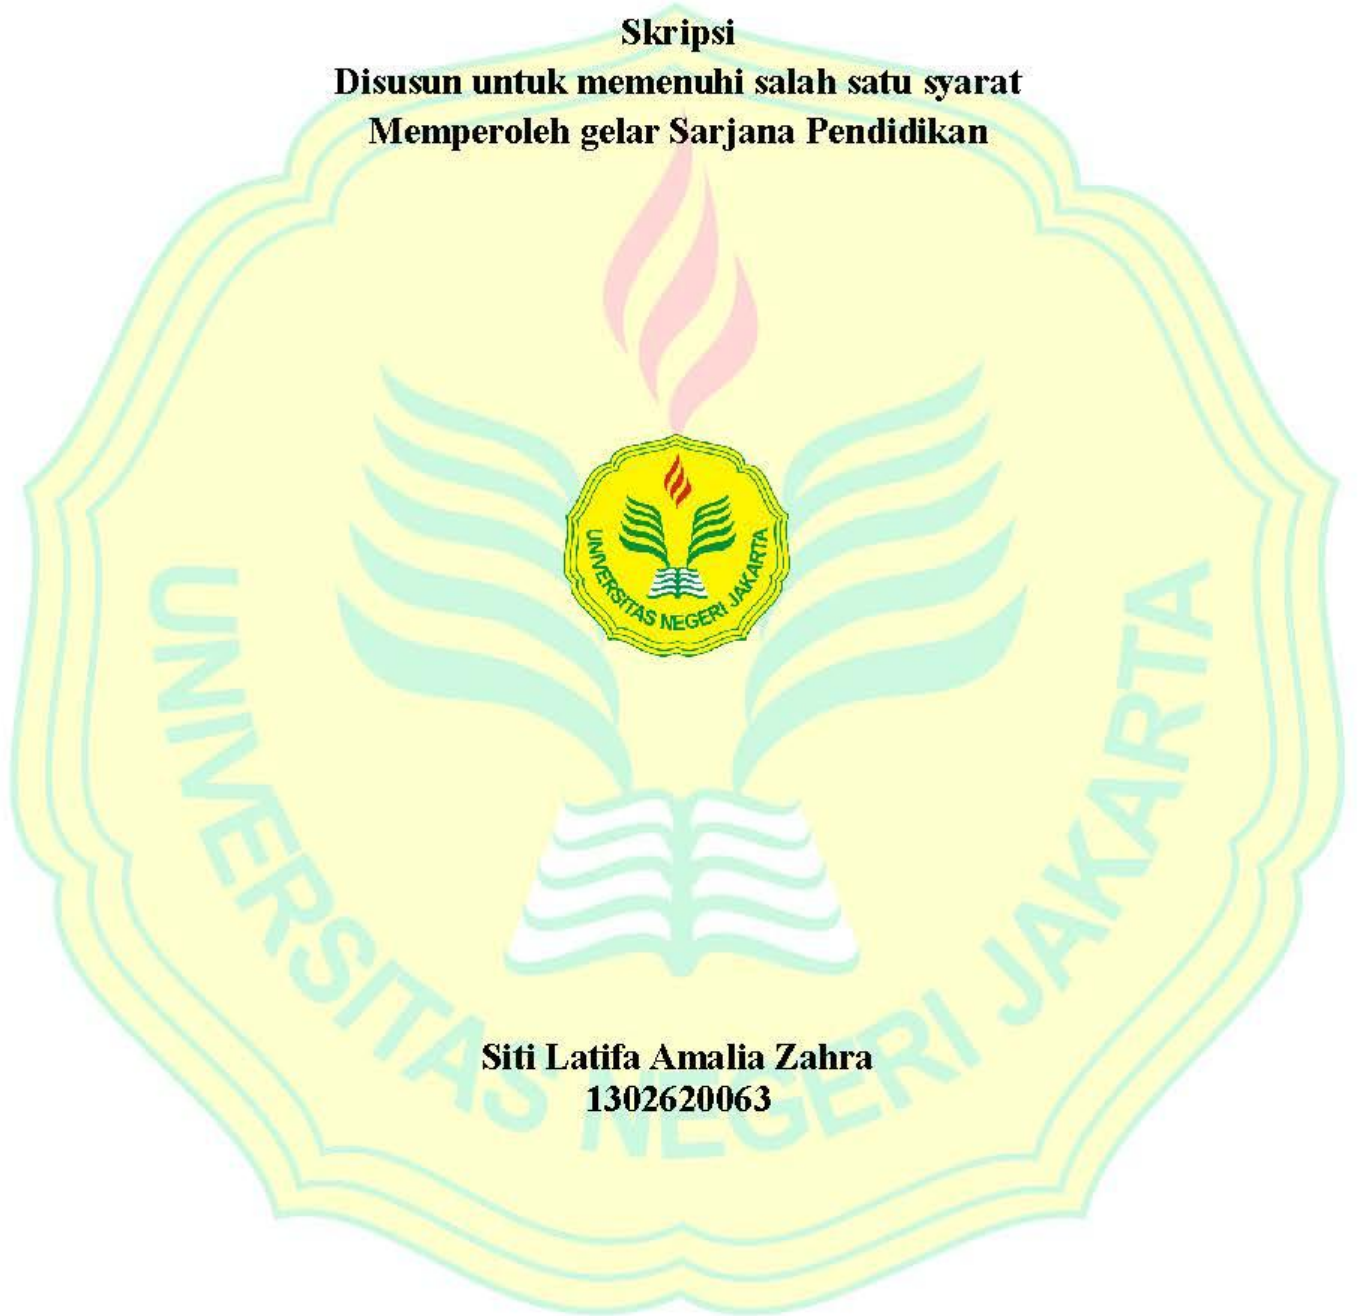 Skripsi
Disusun untuk memenuhi salah satu syarat
Memperoleh gelar Sarjana Pendidikan
UNIVERSITAS NEGERI JAKARTA
UNIVERSITAS NEGERI JAKARTA
Siti Latifa Amalia Zahra
1302620063